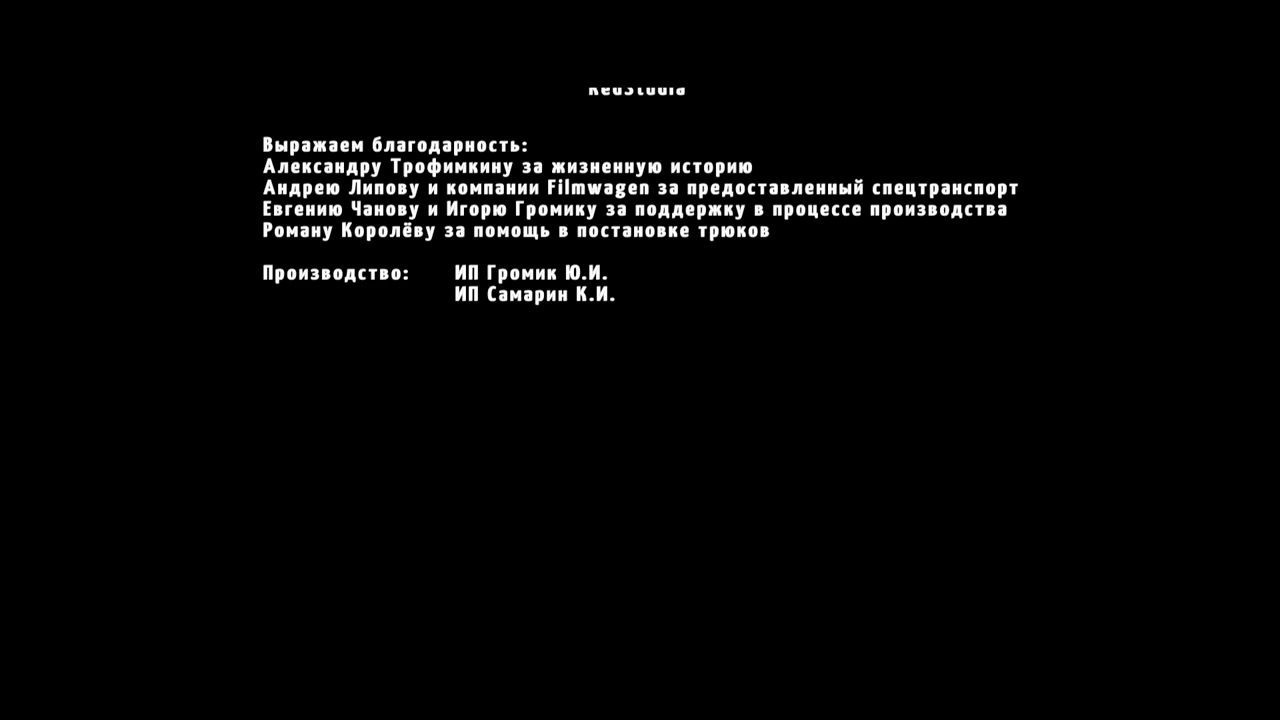 Выражаем благодарность:
Александру Трофимкину за жизненную историю
Андрею Липову и компании Filmwagen за предоставленный спецтранспорт
Евгению Чанову и Игорю Громику за поддержку в процессе производства
Роману Королёву за помощь в постановке трюков
Производство: ИП Громик Ю.И.
ИП Самарин К.И.